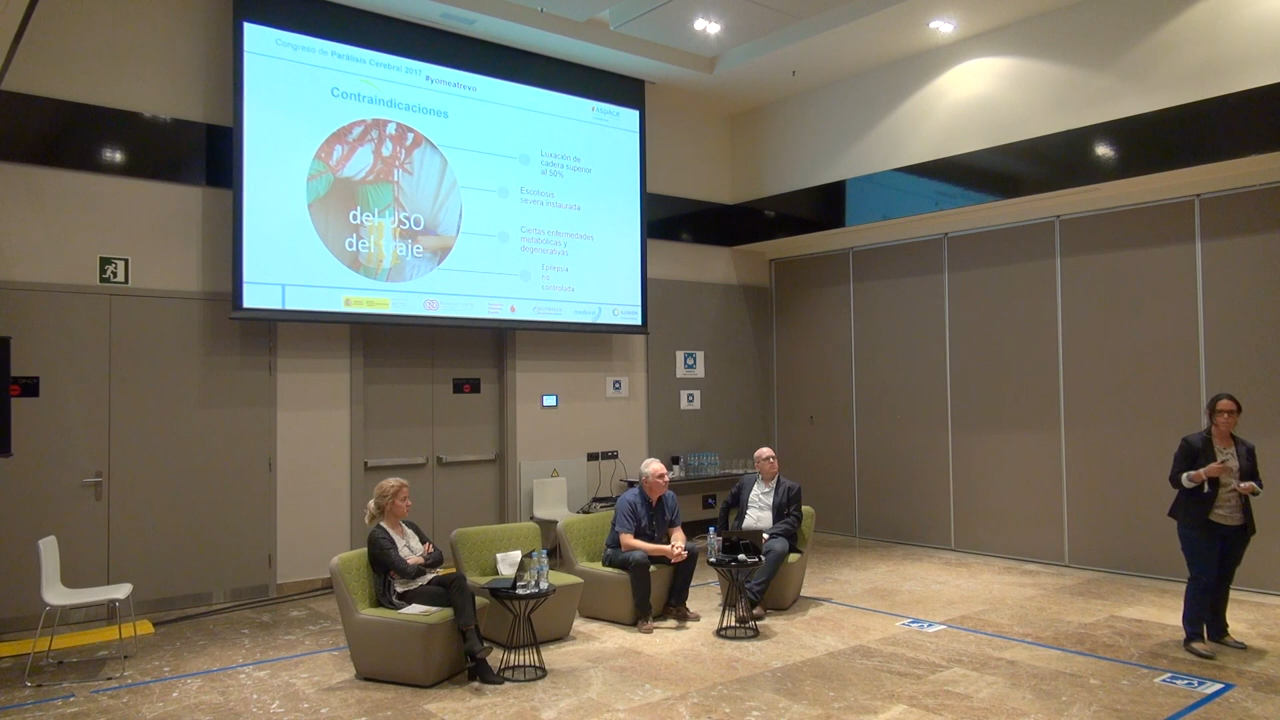 Congreso de Parálisis Cerebral 2017 #yomeatrevo
aspace
Contraindicaciones
del USO
del traje
Luxación de
cadera superior
al 50%
Escoliosis
severa instaurada
Ciertas enfermedades
metabólicas y
degenerativas
Epilepsia
no
controlada